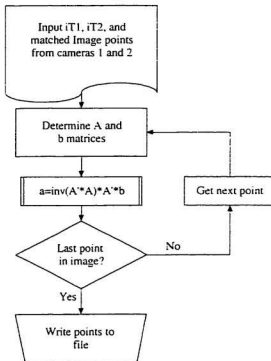 Input iT1, iT2, and
matched Image points
from cameras 1 and 2
Determine A and
b matrices
a=inv(A'*A)*A'*b
Get next point
Last point
in image?
No
Yes
Write points to
file